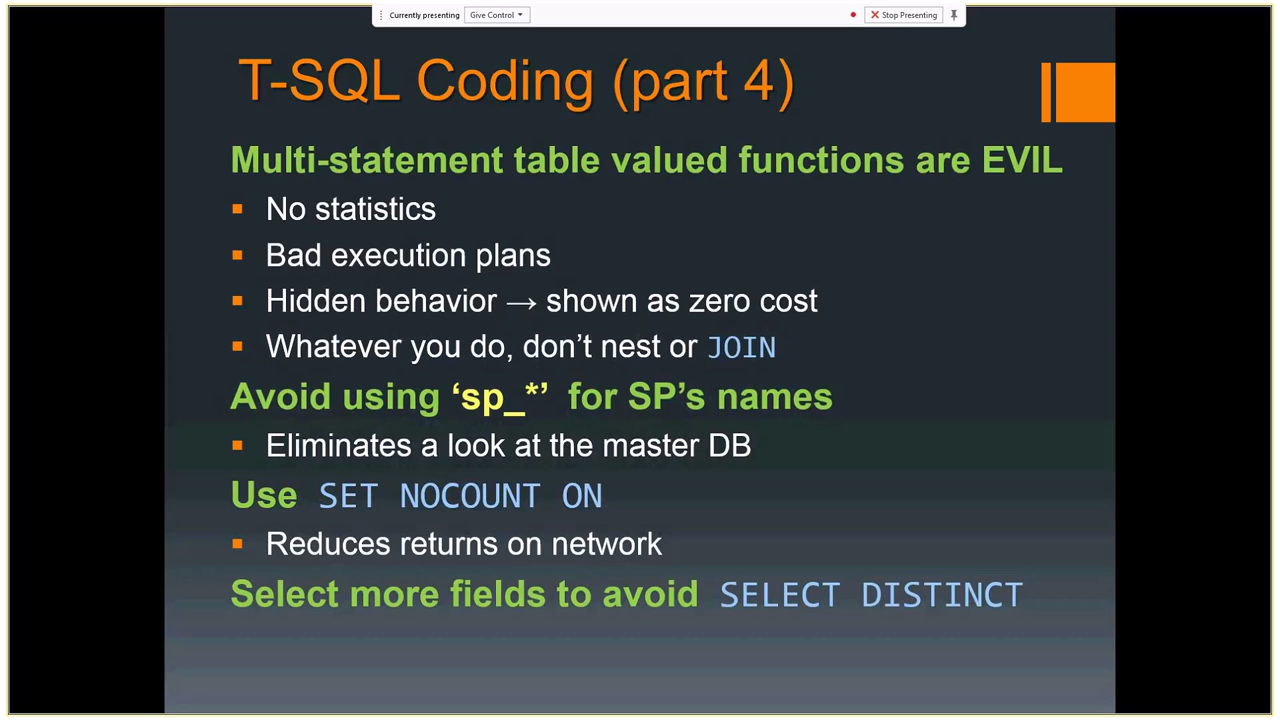 Currently presenting Give Control Stop Presenting
T-SQL Coding (part 4)
Multi-statement table valued functions are EVIL
No statistics
Bad execution plans
Hidden behavior → shown as zero cost
Whatever you do, don’t nest or JOIN
Avoid using ‘sp_*’ for SP’s names
Eliminates a look at the master DB
Use SET NOCOUNT ON
Reduces returns on network
Select more fields to avoid SELECT DISTINCT